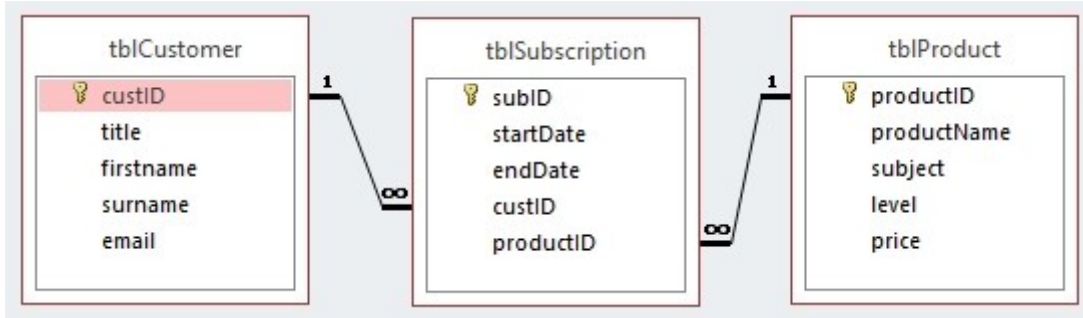 tblCustomer
custID
title
firstname
surname
email
1
∞
tblSubscription
subID
startDate
endDate
custID
productID
1
∞
tblProduct
productID
productName
subject
level
price